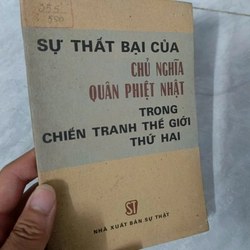 SỰ THẤT BẠI CỦA
CHỦ NGHĨA
QUÂN PHIỆT NHẬT
TRONG
CHIẾN TRANH THẾ GIỚI
THỨ HAI
ST
NHÀ XUẤT BẢN SỰ THẬT